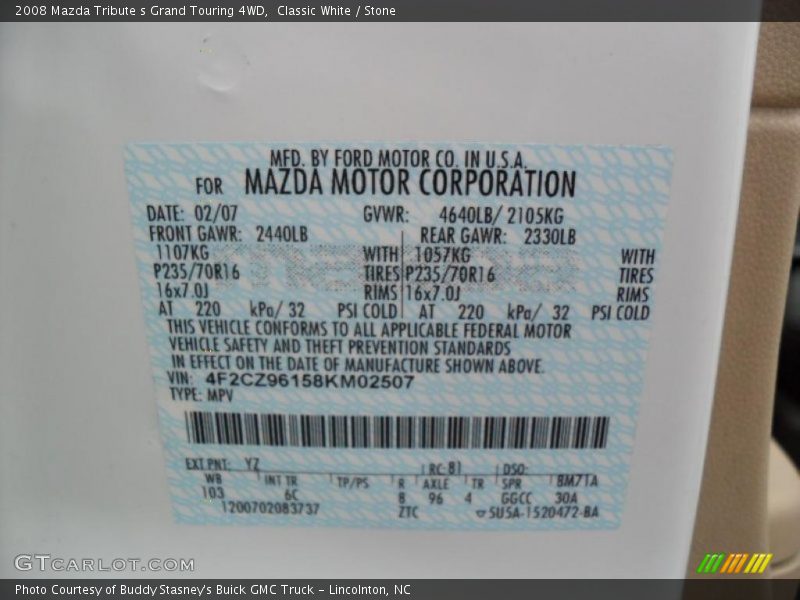 2008 Mazda Tribute s Grand Touring 4WD, Classic White / Stone
MFD. BY FORD MOTOR CO. IN U.S.A.
FOR MAZDA MOTOR CORPORATION
DATE: 02/07 GVWR: 4640LB/ 2105KG
FRONT GAWR: 2440LB REAR GAWR: 2330LB
1107KG WITH 1057KG WITH
P235/70R16 TIRES P235/70R16 TIRES
16x7.0J RIMS 16x7.0J RIMS
AT 220 kPa/ 32 PSI COLD AT 220 kPa/ 32 PSI COLD
THIS VEHICLE CONFORMS TO ALL APPLICABLE FEDERAL MOTOR
VEHICLE SAFETY AND THEFT PREVENTION STANDARDS
IN EFFECT ON THE DATE OF MANUFACTURE SHOWN ABOVE.
VIN: 4F2CZ96158KM02507
TYPE: MPV
EXT PNT: YZ RC: 81 DSO:
WB INT TR TP/PS R AXLE TR SPR BM71A
103 6C B 96 4 GGCC 30A
1200702083737 ZTC 5U5A-1520472-BA
GTCarLot.com
Photo Courtesy of Buddy Stasney's Buick GMC Truck - Lincolnton, NC